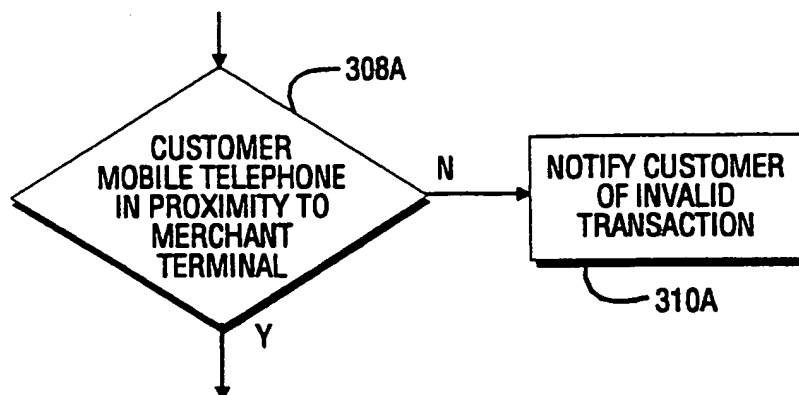 308A
CUSTOMER
MOBILE TELEPHONE
IN PROXIMITY TO
MERCHANT
TERMINAL
N
NOTIFY CUSTOMER
OF INVALID
TRANSACTION
310A
Y